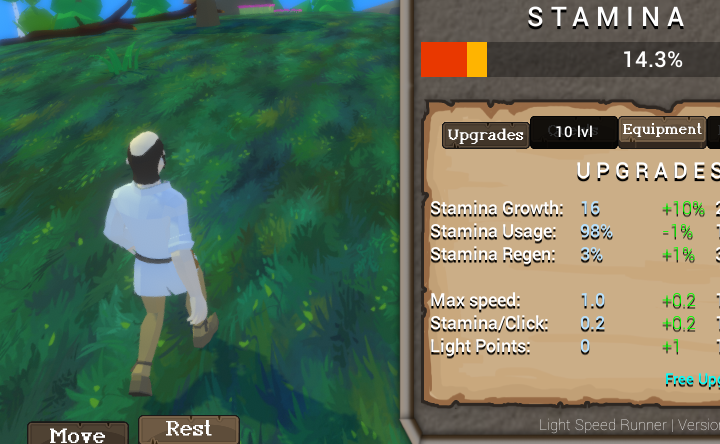 STAMINA
14.3%
Upgrades 10 lvl Equipment
UPGRADES
Stamina Growth: 16 +10%
Stamina Usage: 98% -1%
Stamina Regen: 3% +1%
Max speed: 1.0 +0.2
Stamina/Click: 0.2 +0.2
Light Points: 0 +1
Free
Light Speed Runner |
Move Rest